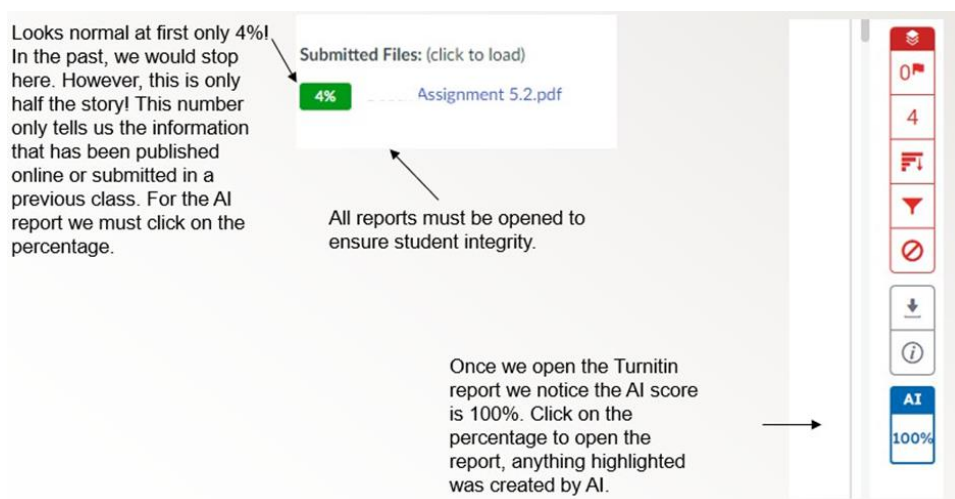 Looks normal at first only 4%!
In the past, we would stop
here. However, this is only
half the story! This number
only tells us the information
that has been published
online or submitted in a
previous class. For the AI
report we must click on the
percentage.
Submitted Files: (click to load)
4% Assignment 5.2.pdf
All reports must be opened to
ensure student integrity.
Once we open the Turnitin
report we notice the AI score
is 100%. Click on the
percentage to open the
report, anything highlighted
was created by AI.
0
4
i
AI
100%